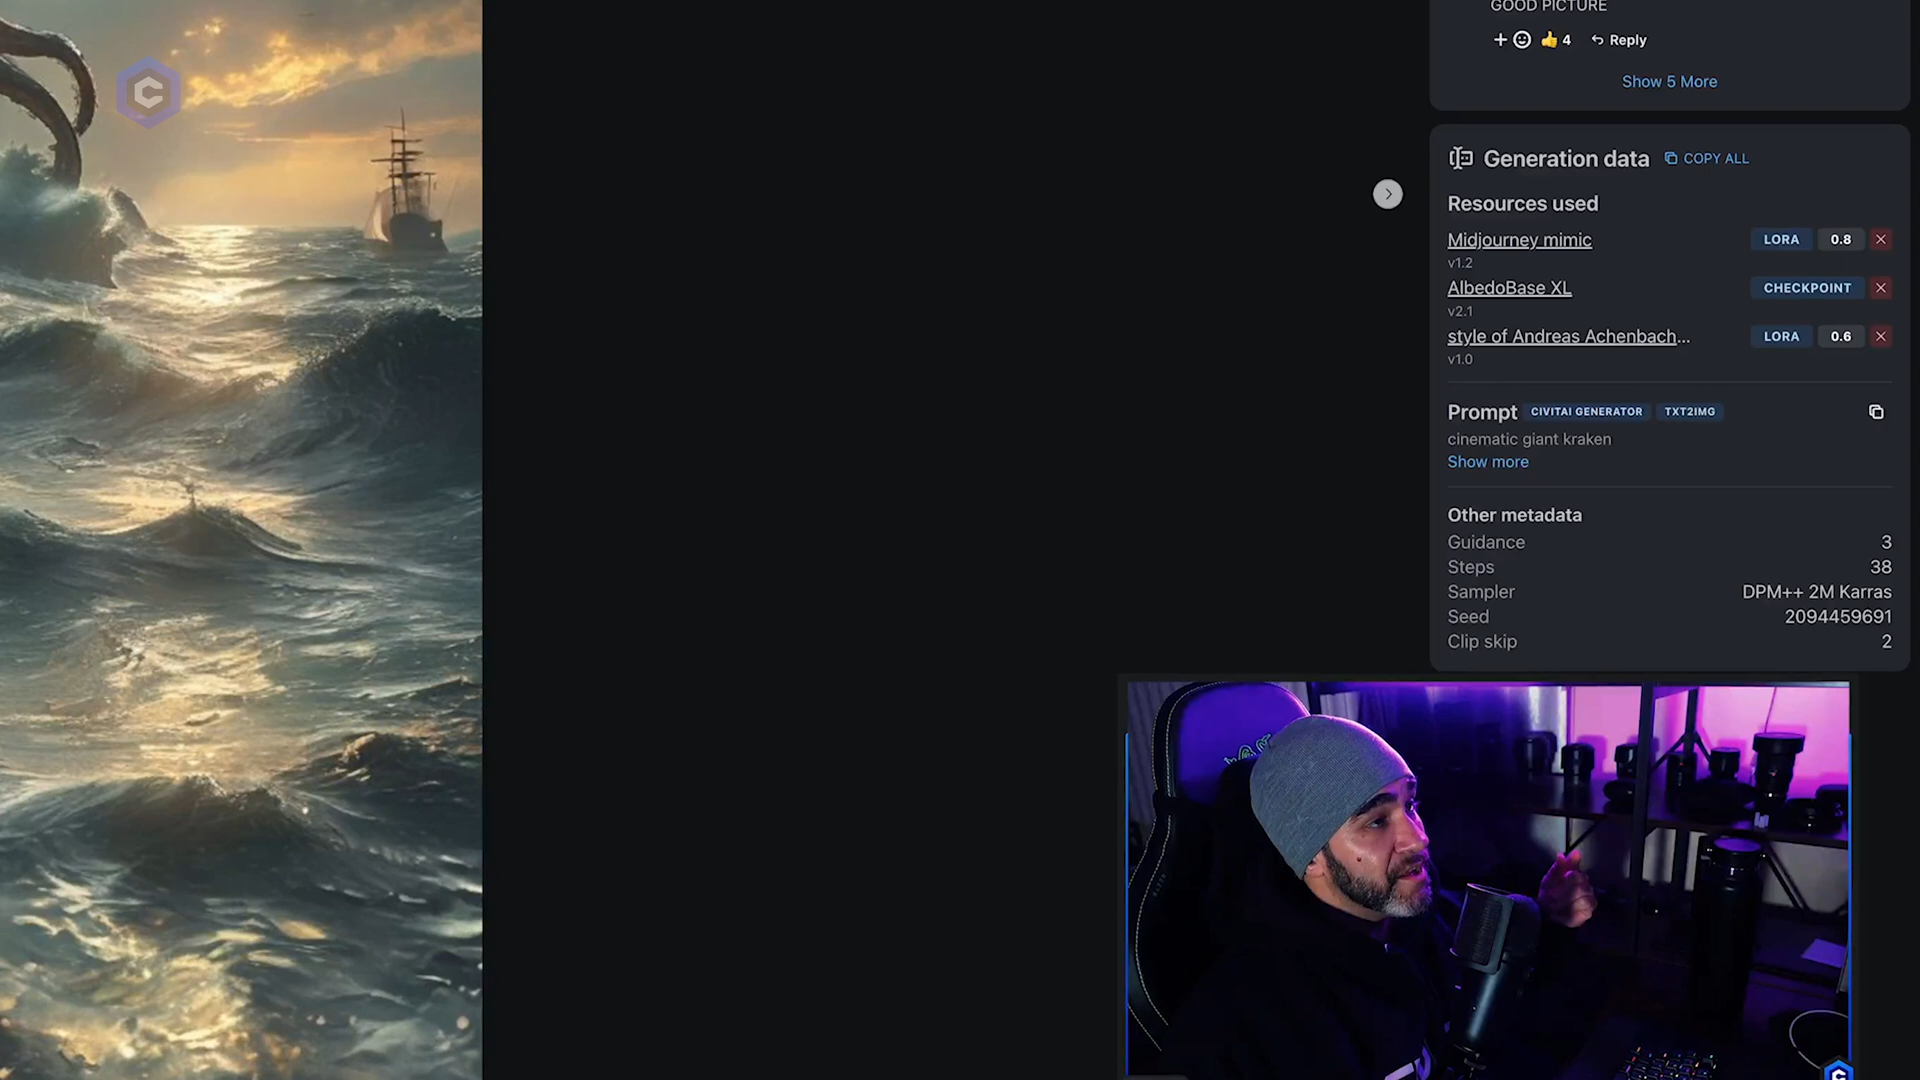 GOOD PICTURE
👍 4 Reply
Show 5 More
Generation data COPY ALL
Resources used
Midjourney mimic LORA 0.8
v1.2
AlbedoBase XL CHECKPOINT
v2.1
style of Andreas Achenbach... LORA 0.6
v1.0
Prompt CIVITAI GENERATOR TXT2IMG
cinematic giant kraken
Show more
Other metadata
Guidance 3
Steps 38
Sampler DPM++ 2M Karras
Seed 2094459691
Clip skip 2